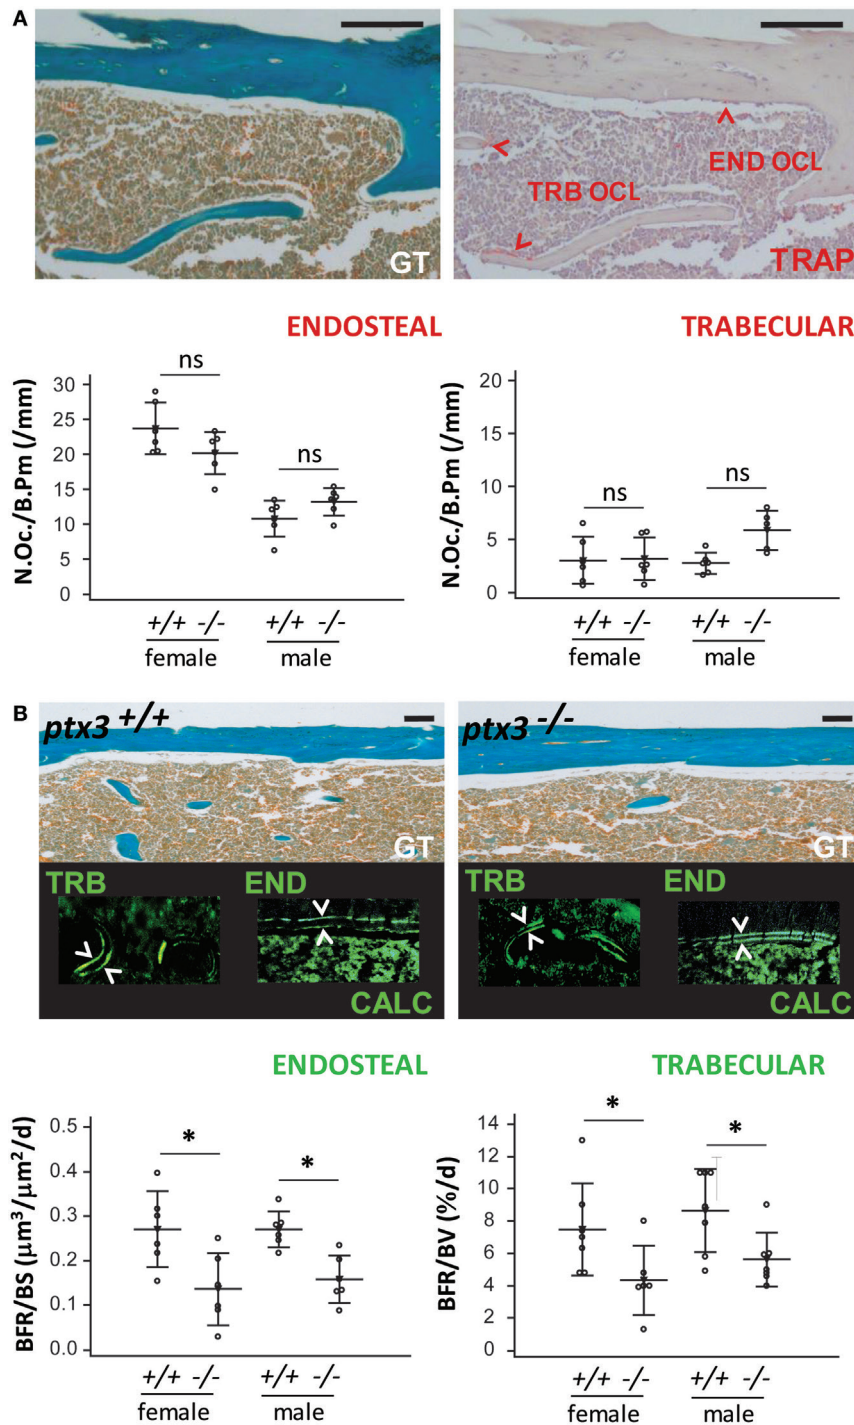 A
GT
END OCL
TRB OCL
TRAP
ENDOSTEAL
N.Oc./B.Pm (/mm)
30
25
20
15
10
5
0
ns
ns
+/+ -/- +/+ -/-
female male
TRABECULAR
N.Oc./B.Pm (/mm)
20
15
10
5
0
ns
ns
+/+ -/- +/+ -/-
female male
B
ptx3 +/+
GT
TRB END
CALC
ptx3 -/-
GT
TRB END
CALC
ENDOSTEAL
BFR/BS (µm³/µm²/d)
0.5
0.4
0.3
0.2
0.1
0.0
*
*
+/+ -/- +/+ -/-
female male
TRABECULAR
BFR/BV (%/d)
14
12
10
8
6
4
2
0
*
*
+/+ -/- +/+ -/-
female male